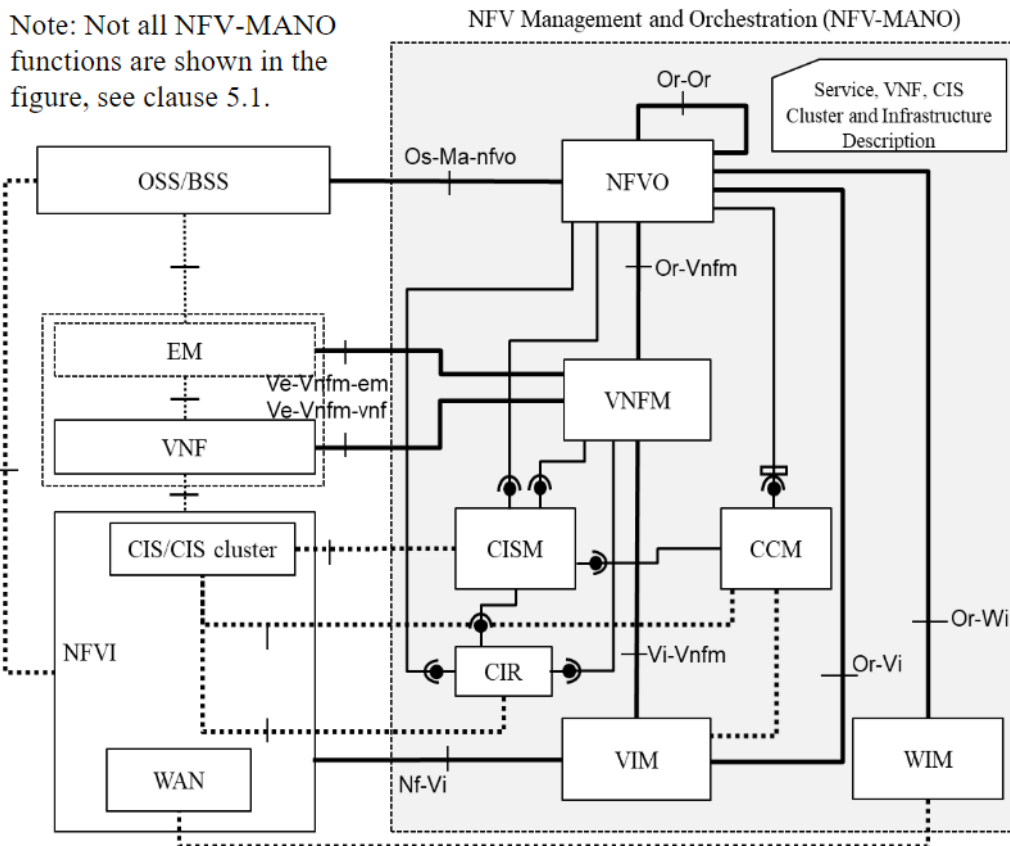 Note: Not all NFV-MANO
functions are shown in the
figure, see clause 5.1.
NFV Management and Orchestration (NFV-MANO)
Or-Or
Service, VNF, CIS
Cluster and Infrastructure
Description
OSS/BSS
Os-Ma-nfvo
NFVO
Or-Vnfm
EM
Ve-Vnfm-em
Ve-Vnfm-vnf
VNFM
VNF
CIS/CIS cluster
CISM
CCM
NFVI
CIR
Vi-Vnfm
Or-Vi
Or-Wi
WAN
Nf-Vi
VIM
WIM